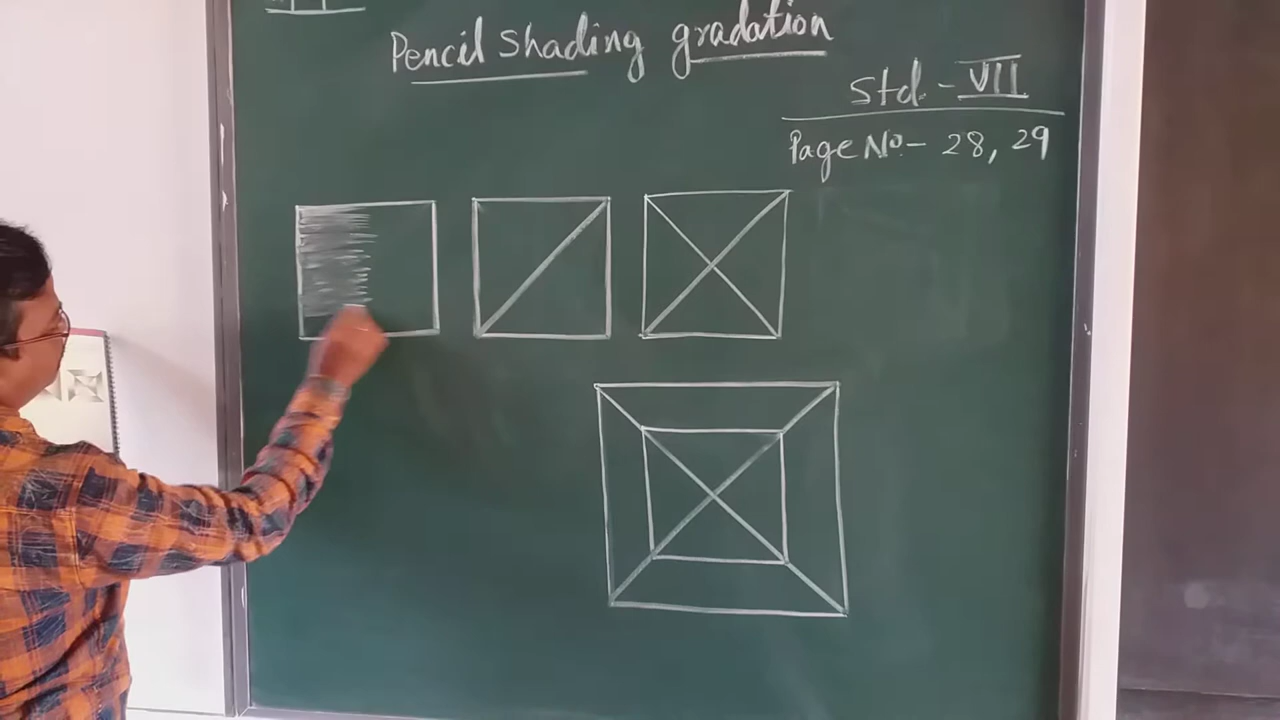 Pencil Shading gradation
Std. - VII
Page No - 28, 29